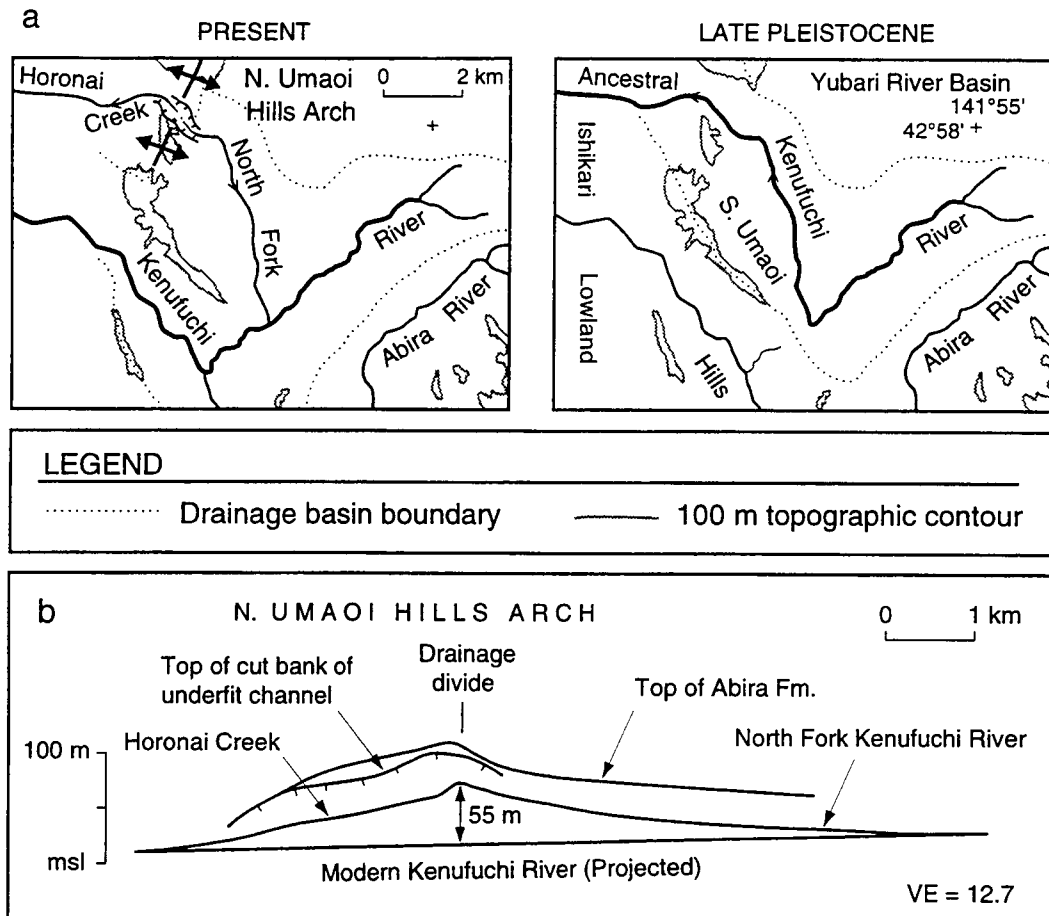 a
PRESENT
Horonai
Creek
N. Umaoi
Hills Arch
0 2 km
North
Fork
Kenufuchi
River
Abira River
LATE PLEISTOCENE
Ancestral
Yubari River Basin
141°55'
42°58'
Ishikari
Lowland
Kenufuchi
River
S. Umaoi
Hills
Abira River
LEGEND
Drainage basin boundary
100 m topographic contour
b
N. UMAOI HILLS ARCH
0 1 km
Top of cut bank of
underfit channel
Drainage
divide
Top of Abira Fm.
Horonai Creek
North Fork Kenufuchi River
100 m
55 m
msl
Modern Kenufuchi River (Projected)
VE = 12.7